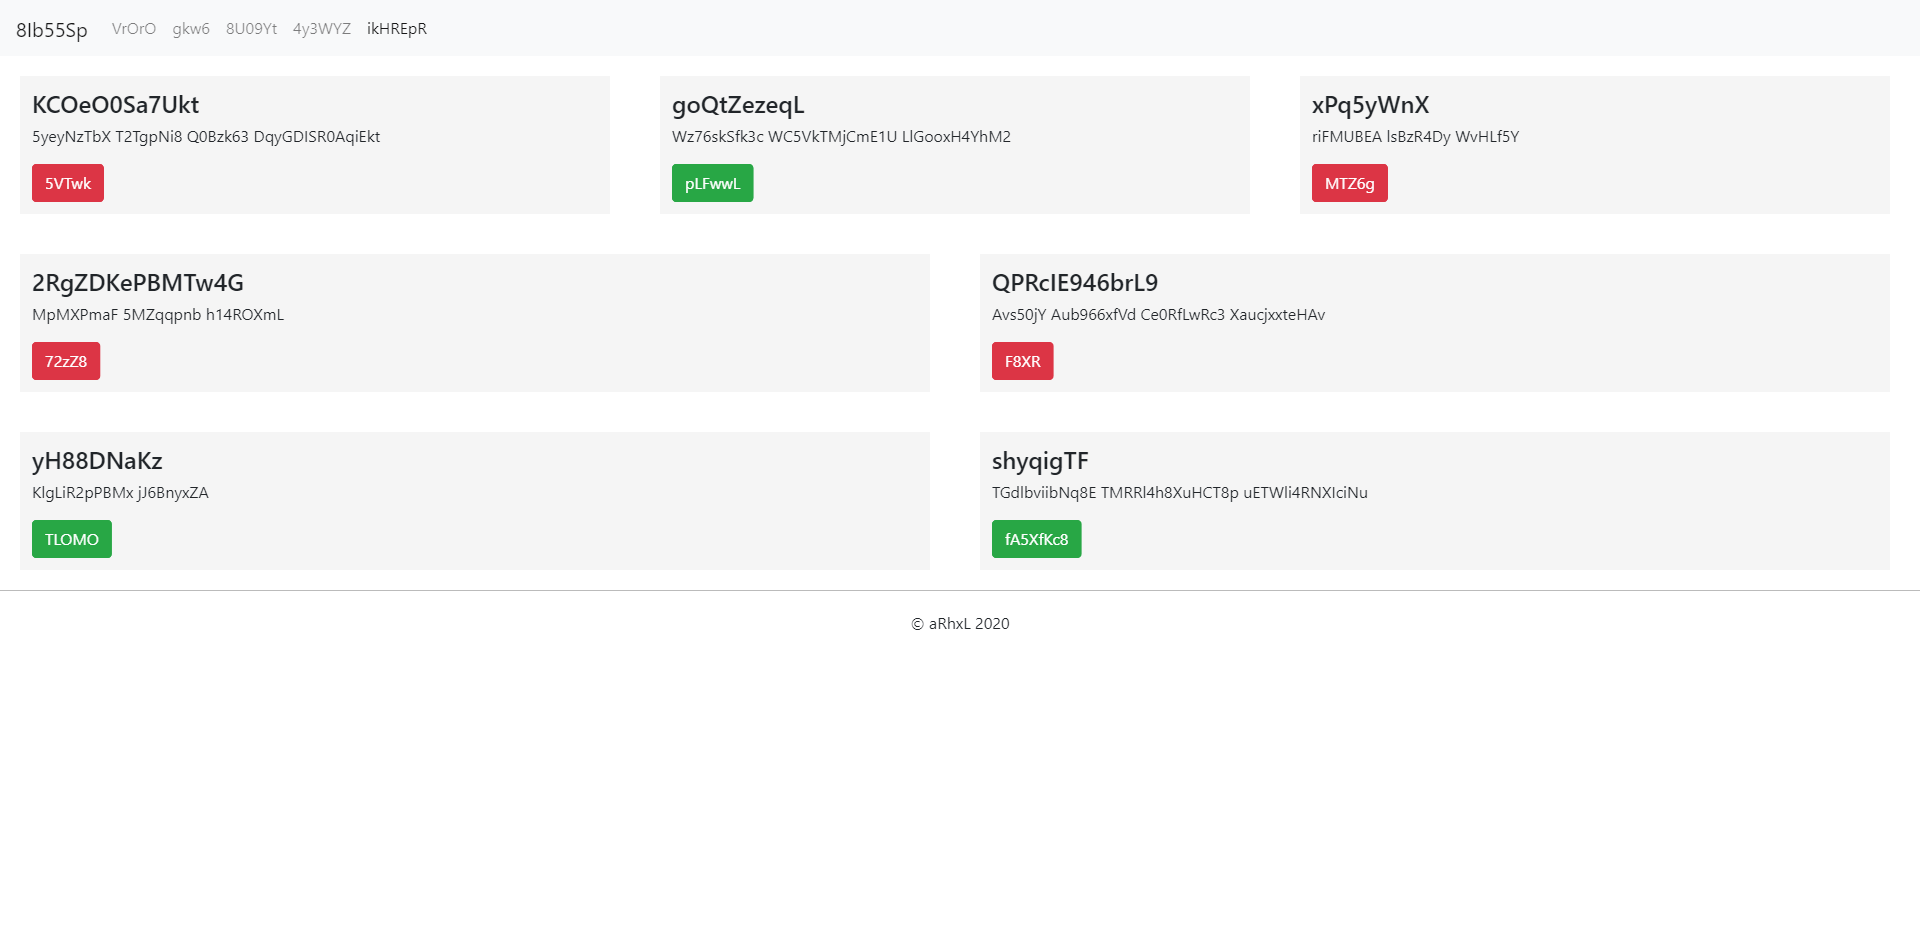 8Ib55Sp VrOrO gkw6 8U09Yt 4y3WYZ ikHREpR
KCOeO0Sa7Ukt
5yeyNzTbX T2TgpNi8 Q0Bzk63 DqyGDISR0AqiEkt
5VTwk
goQtZezeqL
Wz76skSfk3c WC5VkTMjCmE1U LlGooxH4YhM2
pLFwwL
xPq5yWnX
riFMUBEA lsBzR4Dy WvHLf5Y
MTZ6g
2RgZDKePBMTw4G
MpMXPmaF 5MZqqpnb h14ROXmL
72zZ8
QPRcIE946brL9
Avs50jY Aub966xfVd Ce0RfLwRc3 XaucjxxteHAv
F8XR
yH88DNaKz
KlgLiR2pPBMx jJ6BnyxZA
TLOMO
shyqigTF
TGdlbviibNq8E TMRRl4h8XuHCT8p uETWli4RNXIciNu
fA5XfKc8
© aRhxL 2020